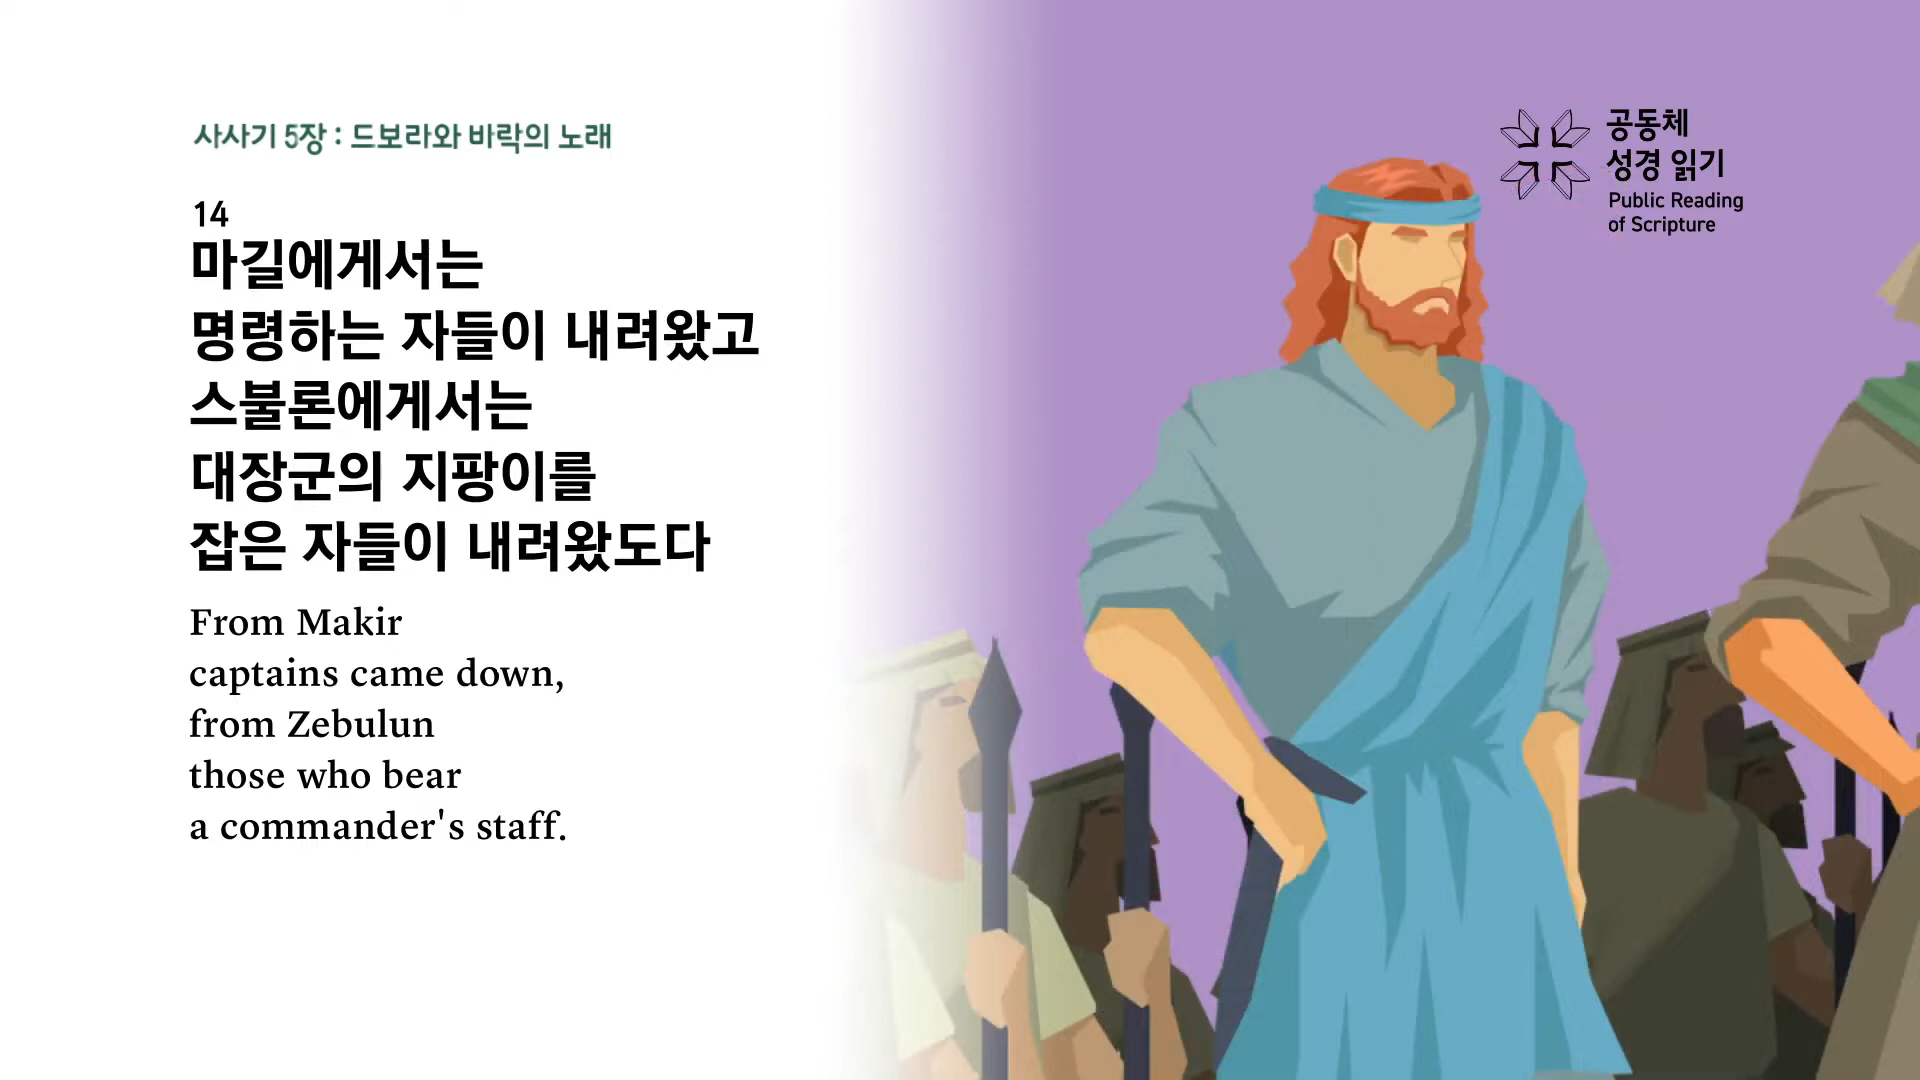 사사기 5장 : 드보라와 바락의 노래
14
마길에게서는
명령하는 자들이 내려왔고
스불론에게서는
대장군의 지팡이를
잡은 자들이 내려왔도다
From Makir
captains came down,
from Zebulun
those who bear
a commander's staff.
공동체
성경 읽기
Public Reading
of Scripture